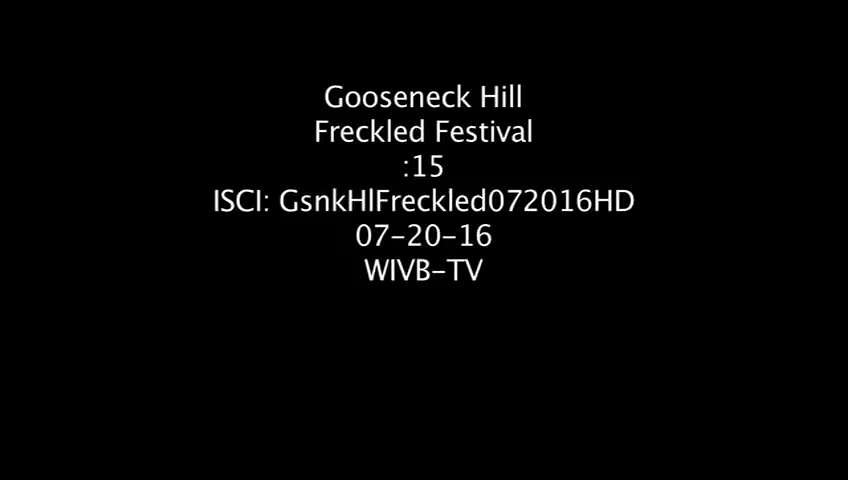 Gooseneck Hill
Freckled Festival
:15
ISCI: GsnkHlFreckled072016HD
07-20-16
WIVB-TV